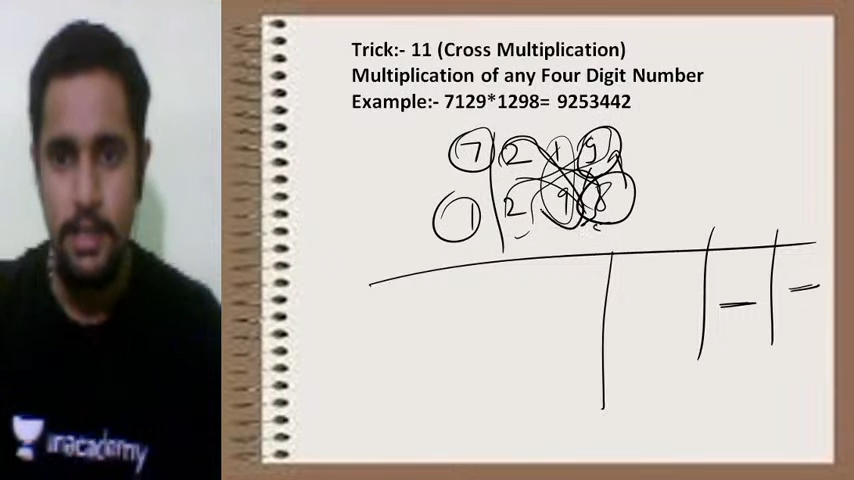 Trick:- 11 (Cross Multiplication)
Multiplication of any Four Digit Number
Example:- 7129*1298= 9253442
7 2 1 9
1 2 9 8
unacademy